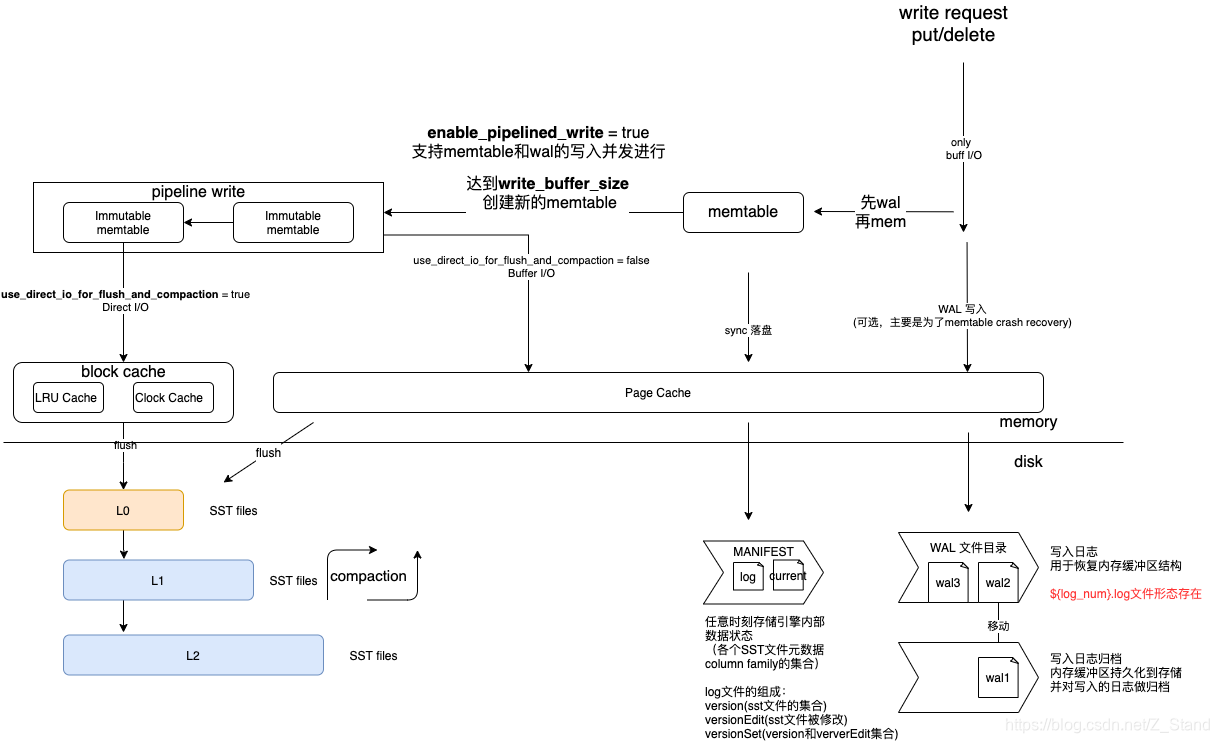 write request
put/delete
only
buff I/O
enable_pipelined_write = true
支持memtable和wal的写入并发进行
达到write_buffer_size
创建新的memtable
pipeline write
Immutable
memtable
Immutable
memtable
memtable
先wal
再mem
use_direct_io_for_flush_and_compaction = false
Buffer I/O
use_direct_io_for_flush_and_compaction = true
Direct I/O
WAL 写入
(可选，主要是为了memtable crash recovery)
sync 落盘
block cache
LRU Cache
Clock Cache
Page Cache
memory
flush
flush
disk
L0
SST files
L1
SST files
compaction
L2
SST files
MANIFEST
log
current
任意时刻存储引擎内部
数据状态
（各个SST文件元数据
column family的集合）
log文件的组成：
version(sst文件的集合)
versionEdit(sst文件被修改)
versionSet(version和ververEdit集合)
WAL 文件目录
wal3
wal2
写入日志
用于恢复内存缓冲区结构
${log_num}.log文件形态存在
移动
wal1
写入日志归档
内存缓冲区持久化到存储
并对写入的日志做归档
https://blog.csdn.net/Z_Stand